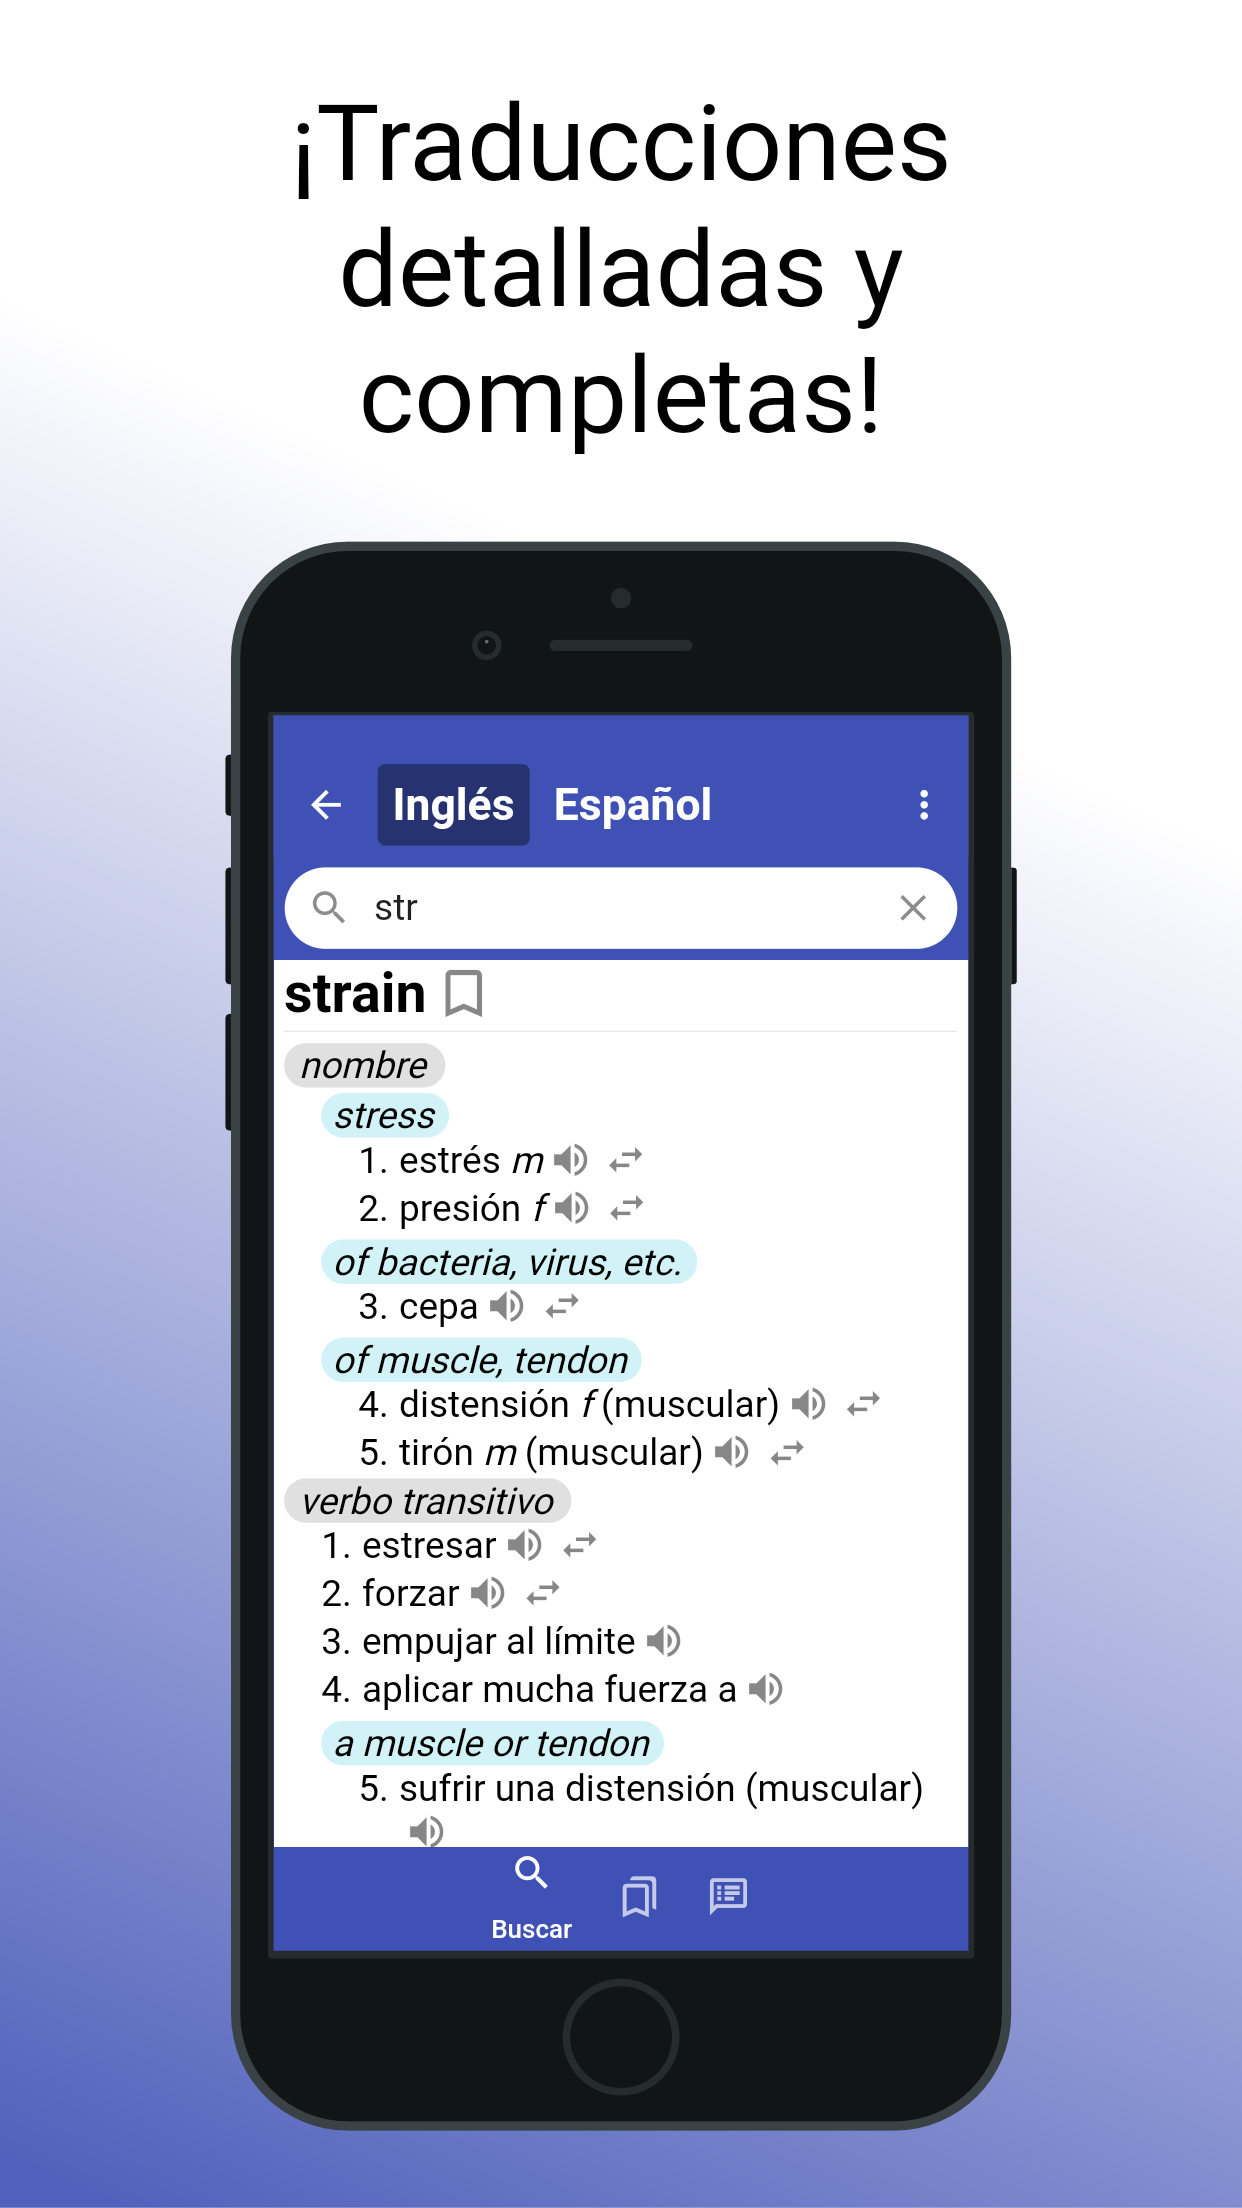 ¡Traducciones
detalladas y
completas!
Inglés Español
str
strain
nombre
stress
1. estrés m
2. presión f
of bacteria, virus, etc.
3. cepa
of muscle, tendon
4. distensión f (muscular)
5. tirón m (muscular)
verbo transitivo
1. estresar
2. forzar
3. empujar al límite
4. aplicar mucha fuerza a
a muscle or tendon
5. sufrir una distensión (muscular)
Buscar